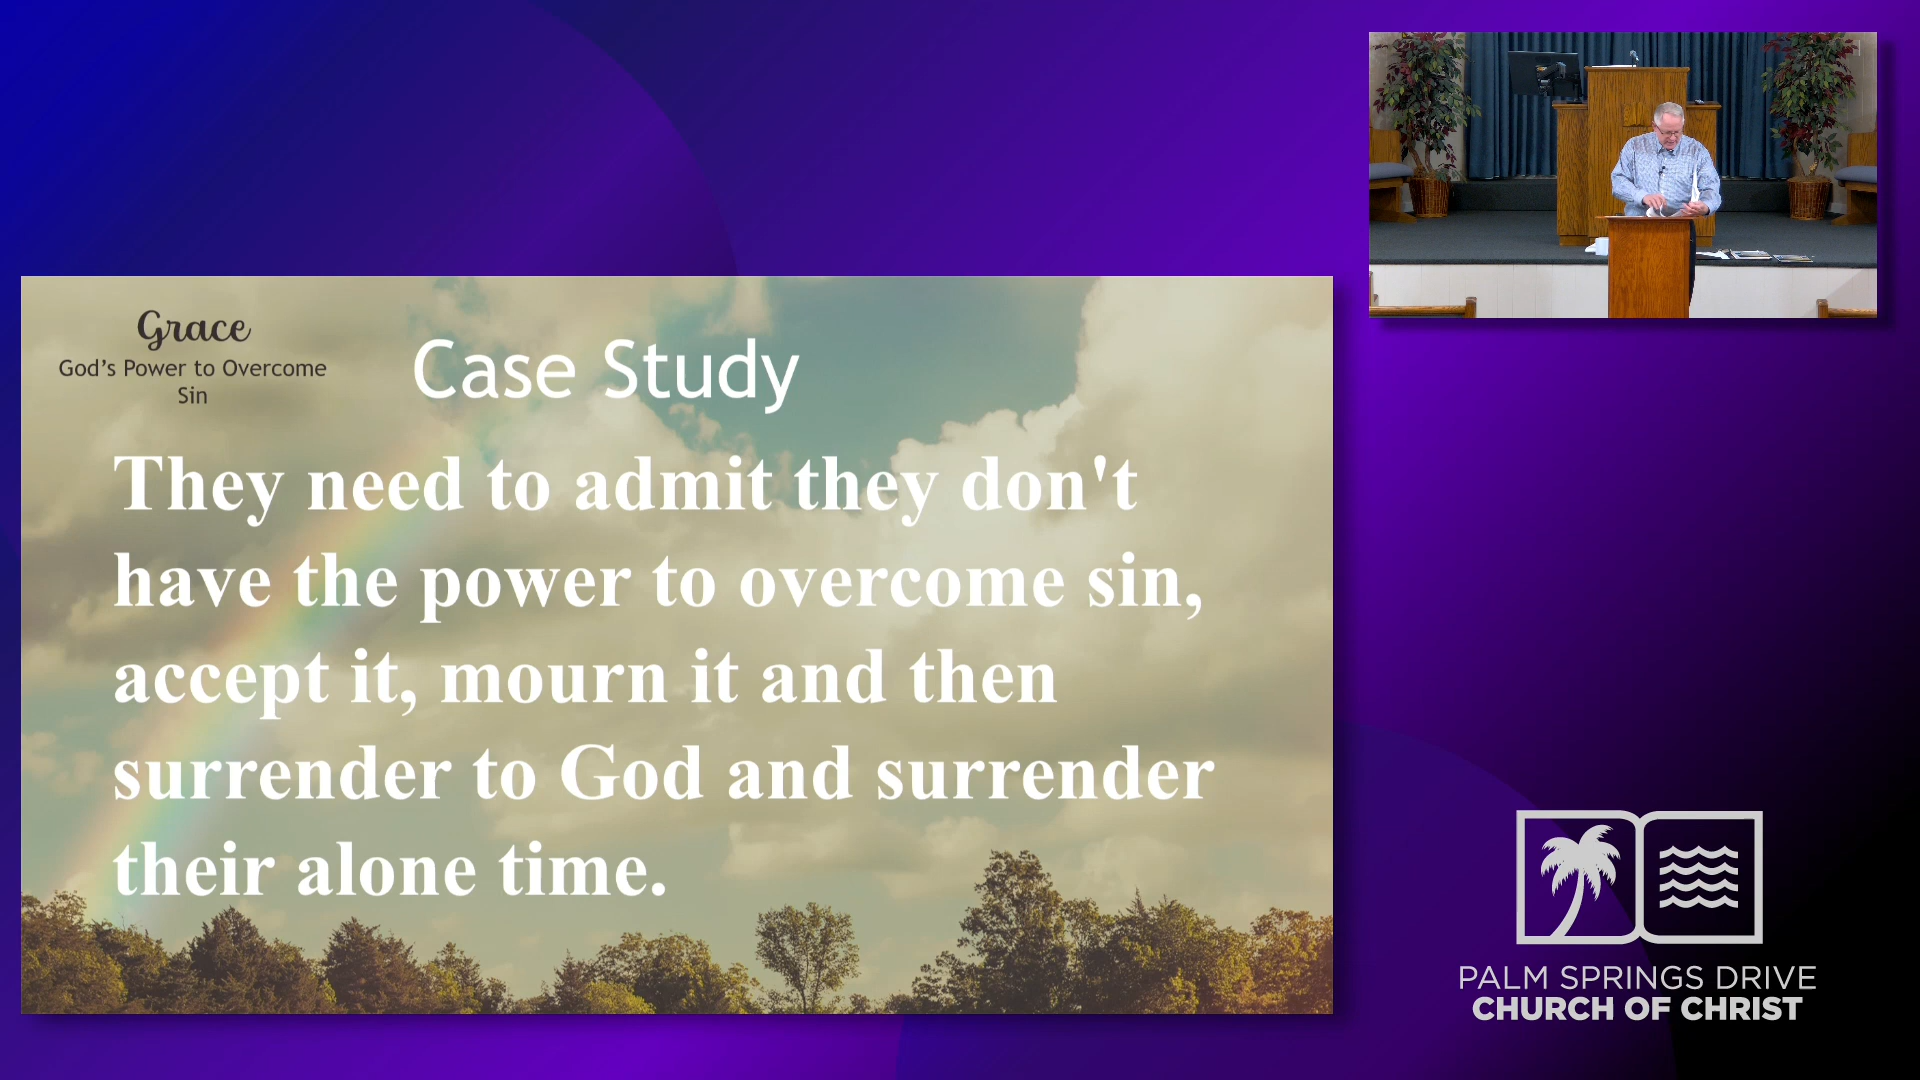 Grace
God's Power to Overcome
Sin
Case Study
They need to admit they don't
have the power to overcome sin,
accept it, mourn it and then
surrender to God and surrender
their alone time.
PALM SPRINGS DRIVE
CHURCH OF CHRIST